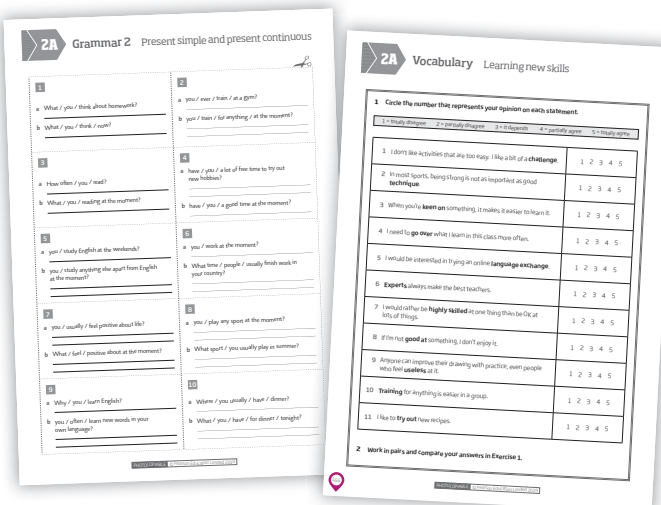 2A Grammar 2 Present simple and present continuous
1
a What / you / think about homework?
b What / you / think / now?
2
a you / ever / train / at a gym?
b you / train / for anything / at the moment?
3
a How often / you / read?
b What / you / reading at the moment?
4
a have / you / a lot of free time to try out
new hobbies?
b have / you / a good time at the moment?
5
a you / study English at the weekends?
b you / study anything else apart from English
at the moment?
6
a you / work at the moment?
b What time / people / usually finish work in
your country?
7
a you / usually / feel positive about life?
b What / feel / positive about at the moment?
8
a you / play any sport at the moment?
b What sport / you usually play in summer?
9
a Why / you / learn English?
b you / often / learn new words in your
own language?
10
a Where / you usually / have / dinner?
b What / you / have / for dinner / tonight?
PHOTOCOPIABLE © Pearson Education Limited
2A Vocabulary Learning new skills
1 Circle the number that represents your opinion on each statement.
1 = totally disagree 2 = partially disagree 3 = it depends 4 = partially agree 5 = totally agree
1 I don't like activities that are too easy. I like a bit of a challenge. 1 2 3 4 5
2 In most sports, being strong is not as important as good
technique. 1 2 3 4 5
3 When you're keen on something, it makes it easier to learn it. 1 2 3 4 5
4 I need to go over what I learn in this class more often. 1 2 3 4 5
5 I would be interested in trying an online language exchange. 1 2 3 4 5
6 Experts always make the best teachers. 1 2 3 4 5
7 I would rather be highly skilled at one thing than be OK at
lots of things. 1 2 3 4 5
8 If I'm not good at something, I don't enjoy it. 1 2 3 4 5
9 Anyone can improve their drawing with practice, even people
who feel useless at it. 1 2 3 4 5
10 Training for anything is easier in a group. 1 2 3 4 5
11 I like to try out new recipes. 1 2 3 4 5
2 Work in pairs and compare your answers in Exercise 1.
PHOTOCOPIABLE © Pearson Education Limited